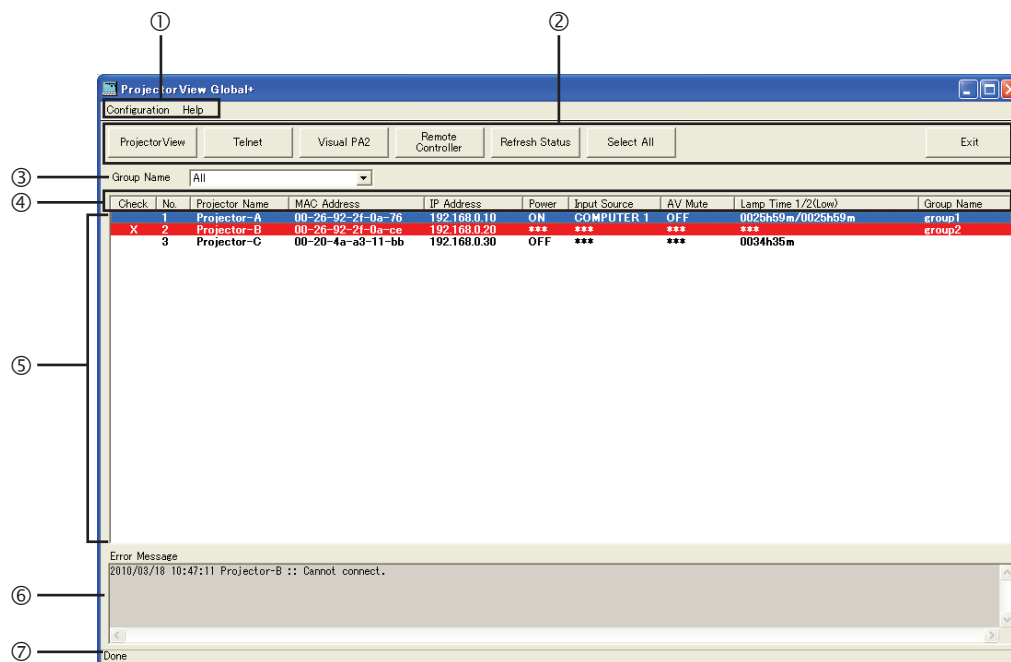 ① ②
ProjectorView Global+
Configuration Help
ProjectorView Telnet Visual PA2 Remote Controller Refresh Status Select All Exit
③ Group Name All
④ Check No. Projector Name MAC Address IP Address Power Input Source AV Mute Lamp Time 1/2(Low) Group Name
1 Projector-A 00-26-92-2f-0a-76 192.168.0.10 ON COMPUTER 1 OFF 0025h59m/0025h59m group1
X 2 Projector-B 00-26-92-2f-0a-ce 192.168.0.20 *** *** *** *** group2
3 Projector-C 00-20-4a-a3-11-bb 192.168.0.30 OFF *** *** 0034h35m
⑤
Error Message
2010/03/18 10:47:11 Projector-B :: Cannot connect.
⑥
⑦ Done